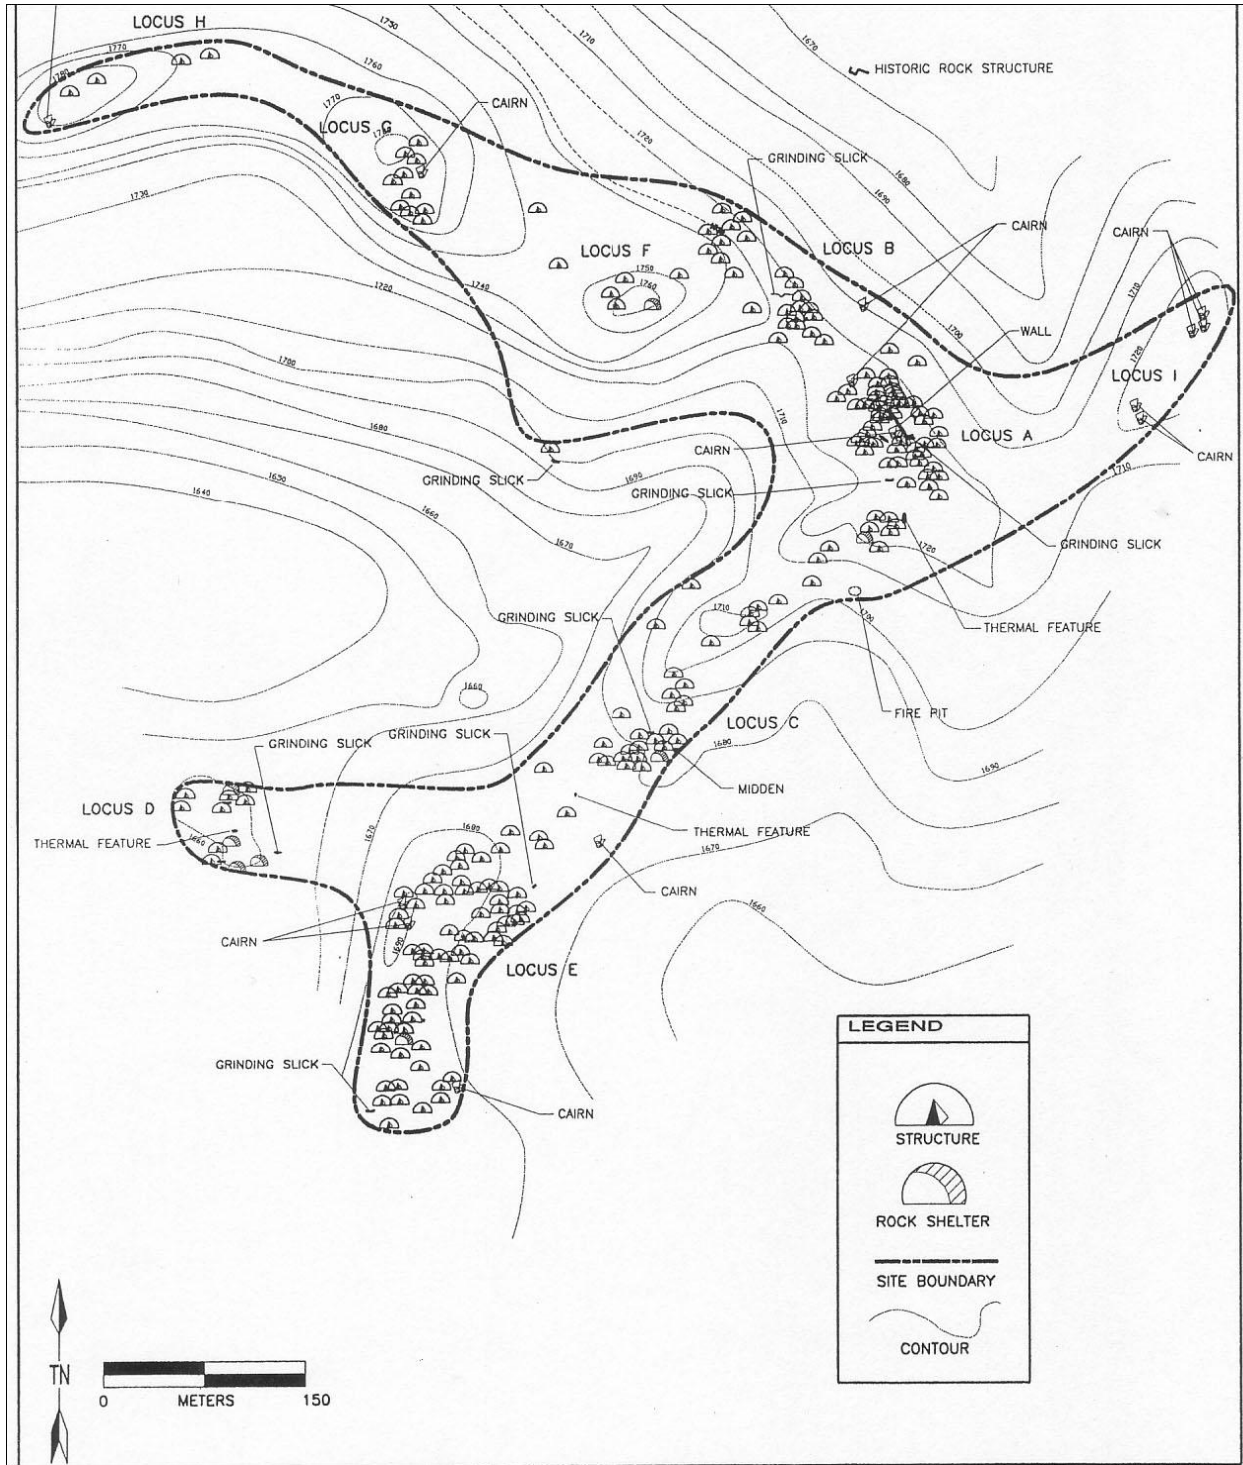 LOCUS H
1750
1710
1670
1770
1760
HISTORIC ROCK STRUCTURE
1780
1770
CAIRN
LOCUS G
1720
GRINDING SLICK
1680
1690
1730
CAIRN
CAIRN
LOCUS F
LOCUS B
1750
1740
1720
1760
1710
1700
WALL
1720
1700
LOCUS I
1710
1680
LOCUS A
CAIRN
CAIRN
1690
1710
GRINDING SLICK
GRINDING SLICK
1650
1640
1660
1670
1720
GRINDING SLICK
1710
1700
GRINDING SLICK
THERMAL FEATURE
1660
FIRE PIT
LOCUS C
GRINDING SLICK
GRINDING SLICK
1680
1690
MIDDEN
LOCUS D
THERMAL FEATURE
1660
1670
1680
THERMAL FEATURE
1670
CAIRN
1660
CAIRN
1690
LOCUS E
GRINDING SLICK
CAIRN
LEGEND
STRUCTURE
ROCK SHELTER
SITE BOUNDARY
CONTOUR
TN
0 METERS 150